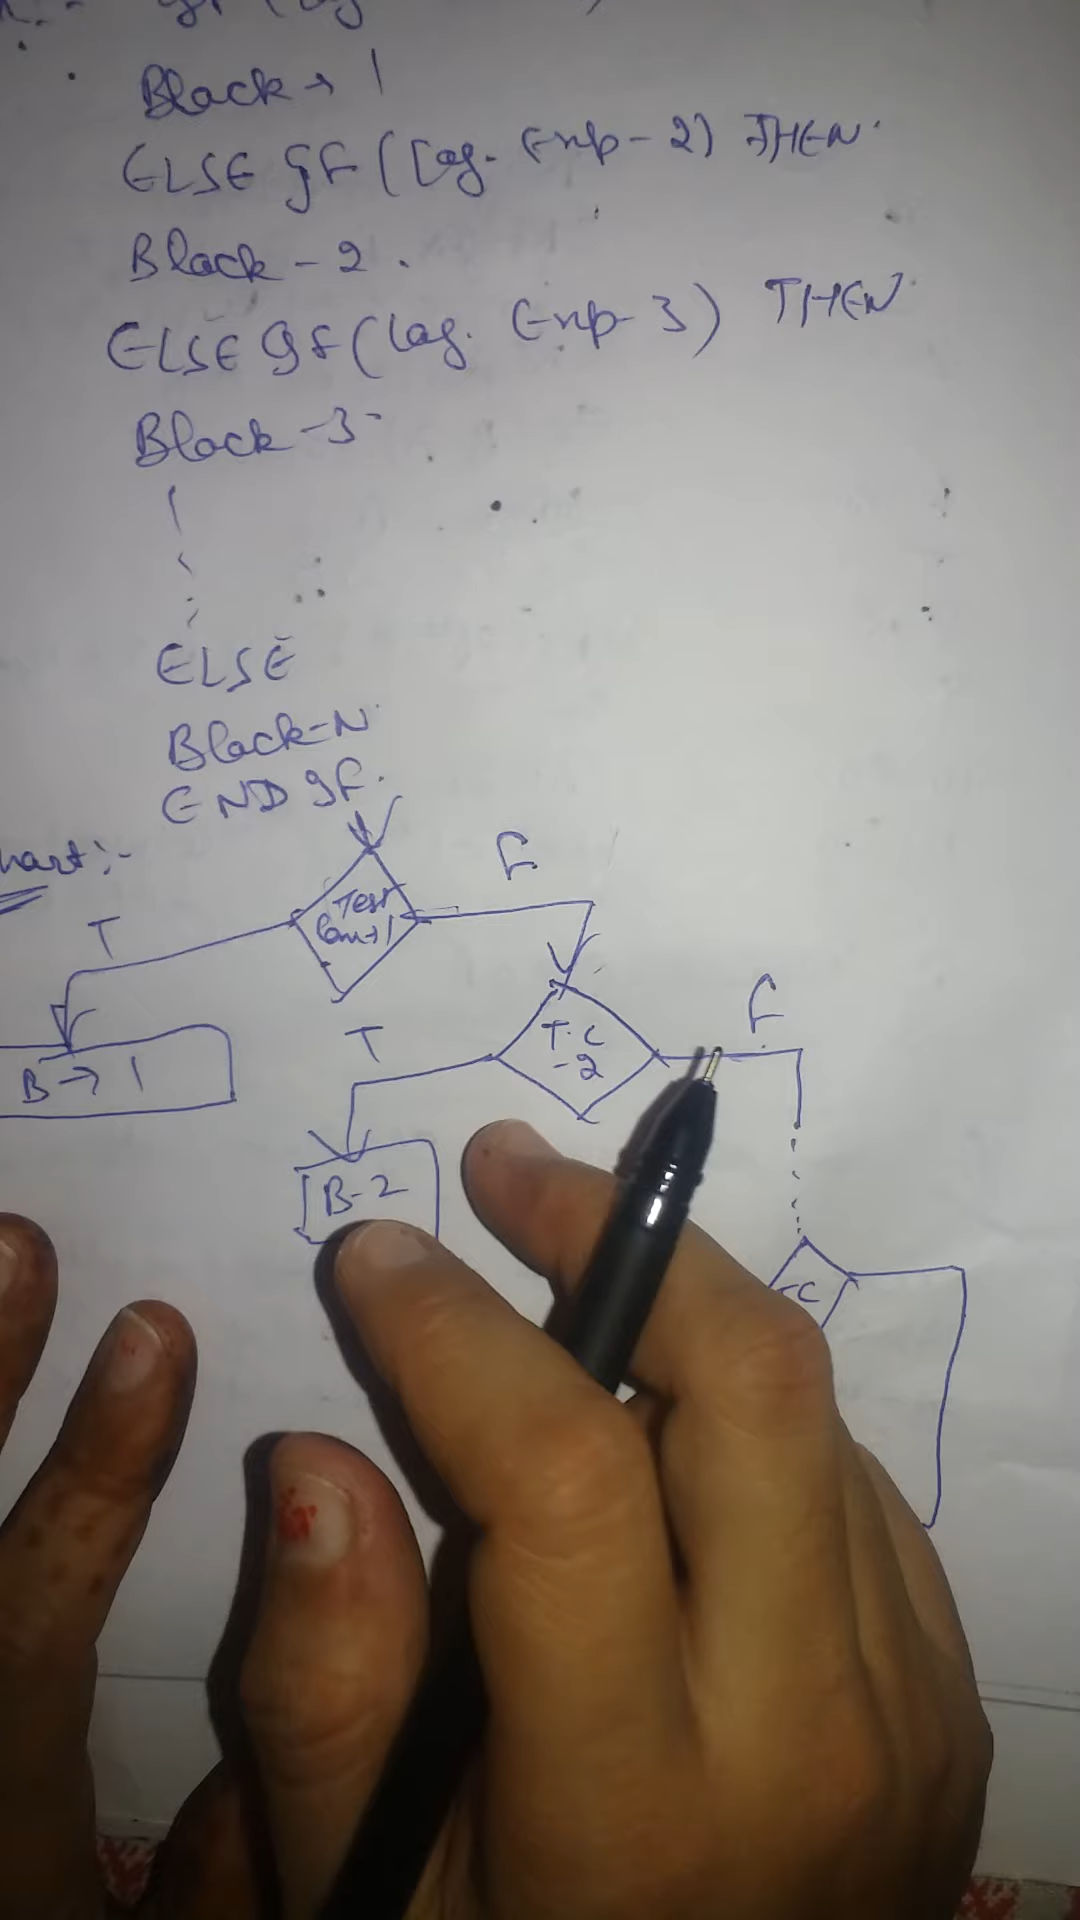 Block → 1
ELSE IF (Log. Exp - 2) THEN
Block - 2.
ELSE IF (Log. Exp - 3) THEN
Block - 3
ELSE
Block-N
END IF.
hart:-
T
Test
Con→1
F
B → 1
T
T.C
-2
F
B-2
-C